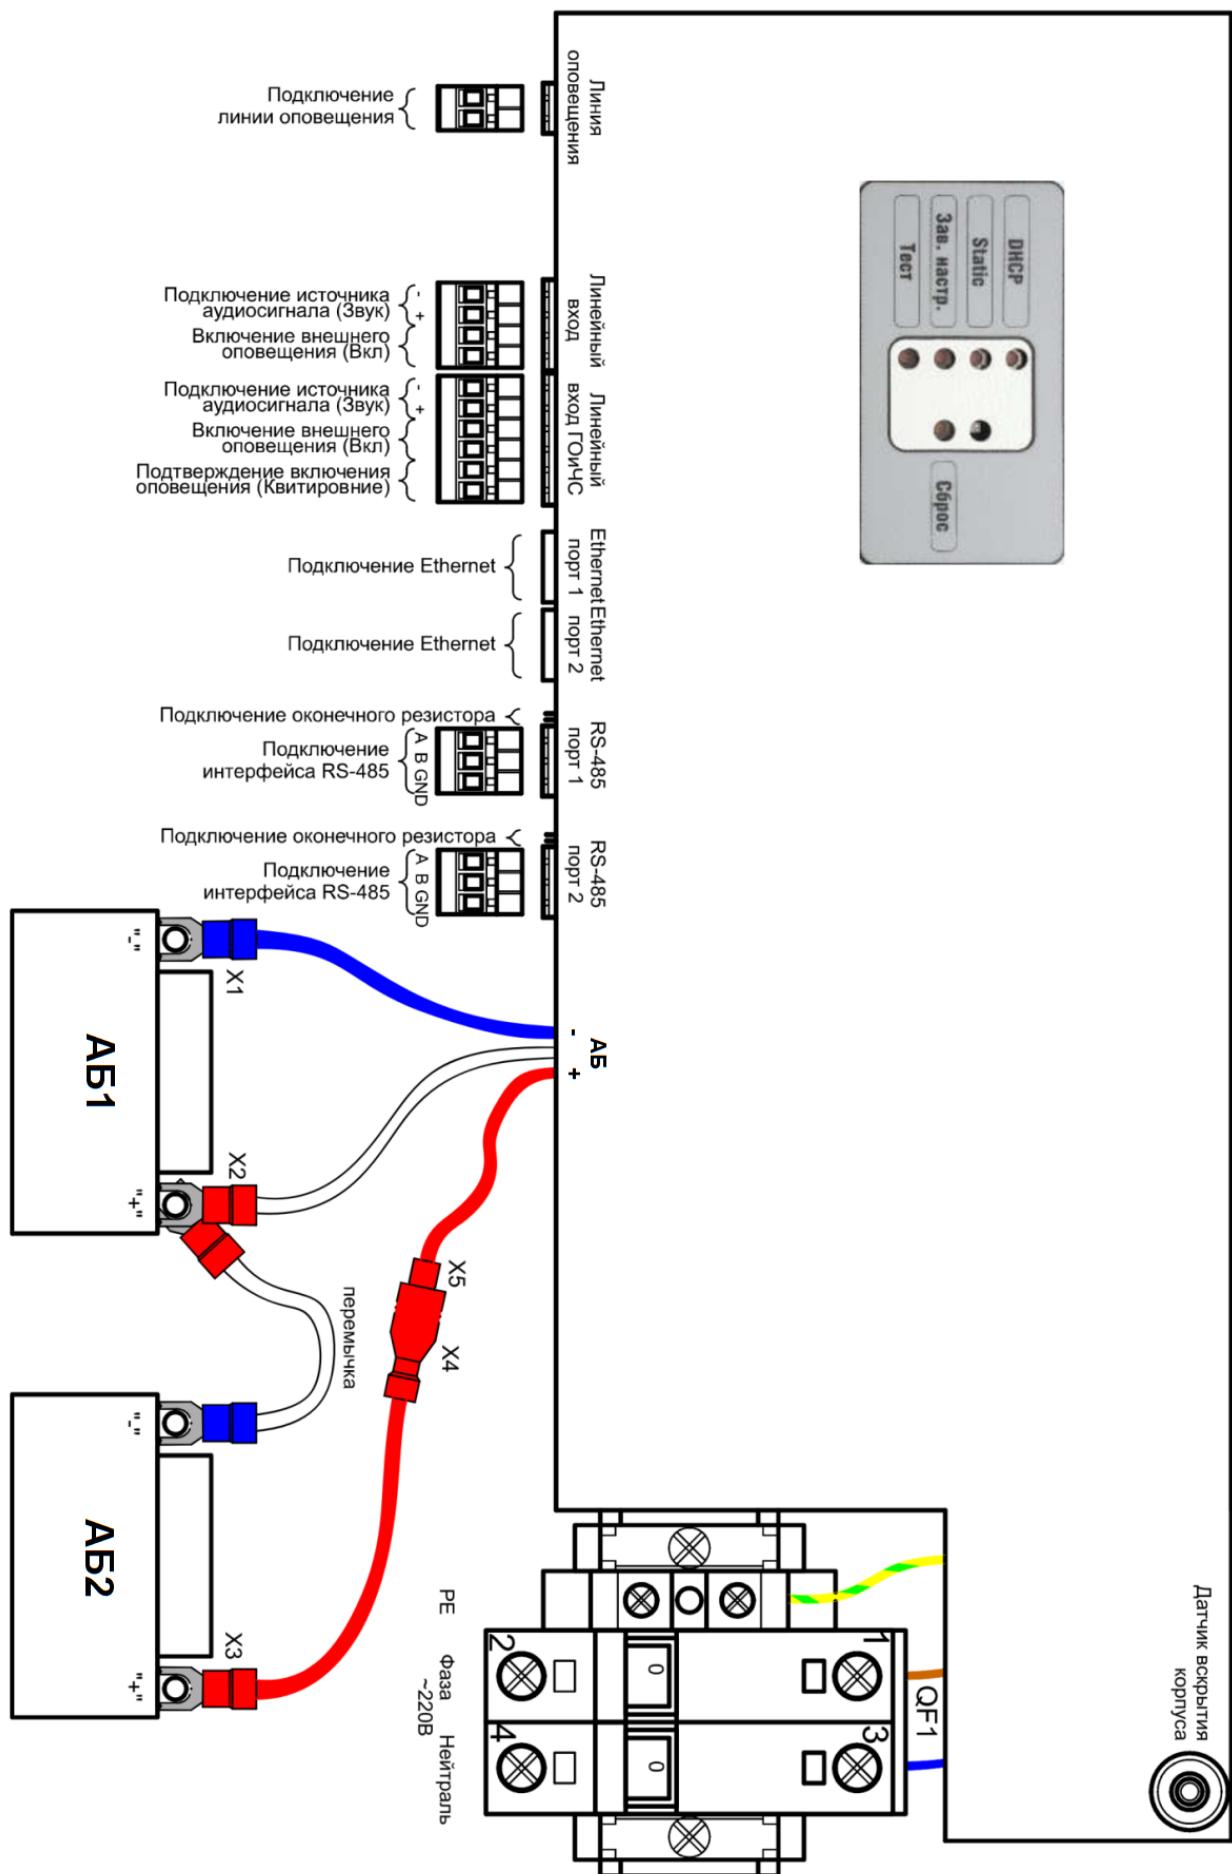 Линия
оповещения
Подключение
линии оповещения
DHCP
Static
Зав. настр.
Тест
Сброс
Линейный
вход
Подключение источника
аудиосигнала (Звук)
- +
Включение внешнего
оповещения (Вкл)
Линейный
вход ГОиЧС
Подключение источника
аудиосигнала (Звук)
- +
Включение внешнего
оповещения (Вкл)
Подтверждение включения
оповещения (Квитировние)
Ethernet
порт 1
Подключение Ethernet
Ethernet
порт 2
Подключение Ethernet
Подключение оконечного резистора
RS-485
порт 1
Подключение
интерфейса RS-485
A B GND
Подключение оконечного резистора
RS-485
порт 2
Подключение
интерфейса RS-485
A B GND
АБ
- +
"-"
X1
АБ1
X2
"+"
перемычка
X5
X4
"-"
АБ2
X3
"+"
PE
Фаза
Нейтраль
~220В
2
1
0
4
3
0
QF1
Датчик вскрытия
корпуса